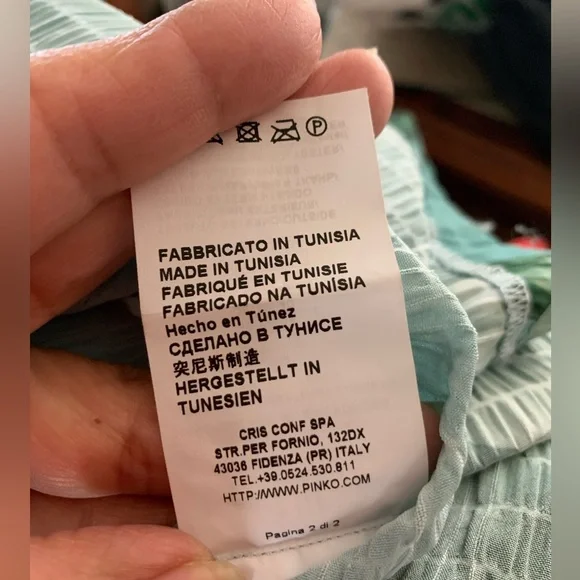 P
FABBRICATO IN TUNISIA
MADE IN TUNISIA
FABRIQUÉ EN TUNISIE
FABRICADO NA TUNÍSIA
Hecho en Túnez
СДЕЛАНО В ТУНИСЕ
突尼斯制造
HERGESTELLT IN
TUNESIEN
CRIS CONF SPA
STR.PER FORNIO, 132DX
43036 FIDENZA (PR) ITALY
TEL.+39.0524.530.811
HTTP://WWW.PINKO.COM
Pagina 2 di 2